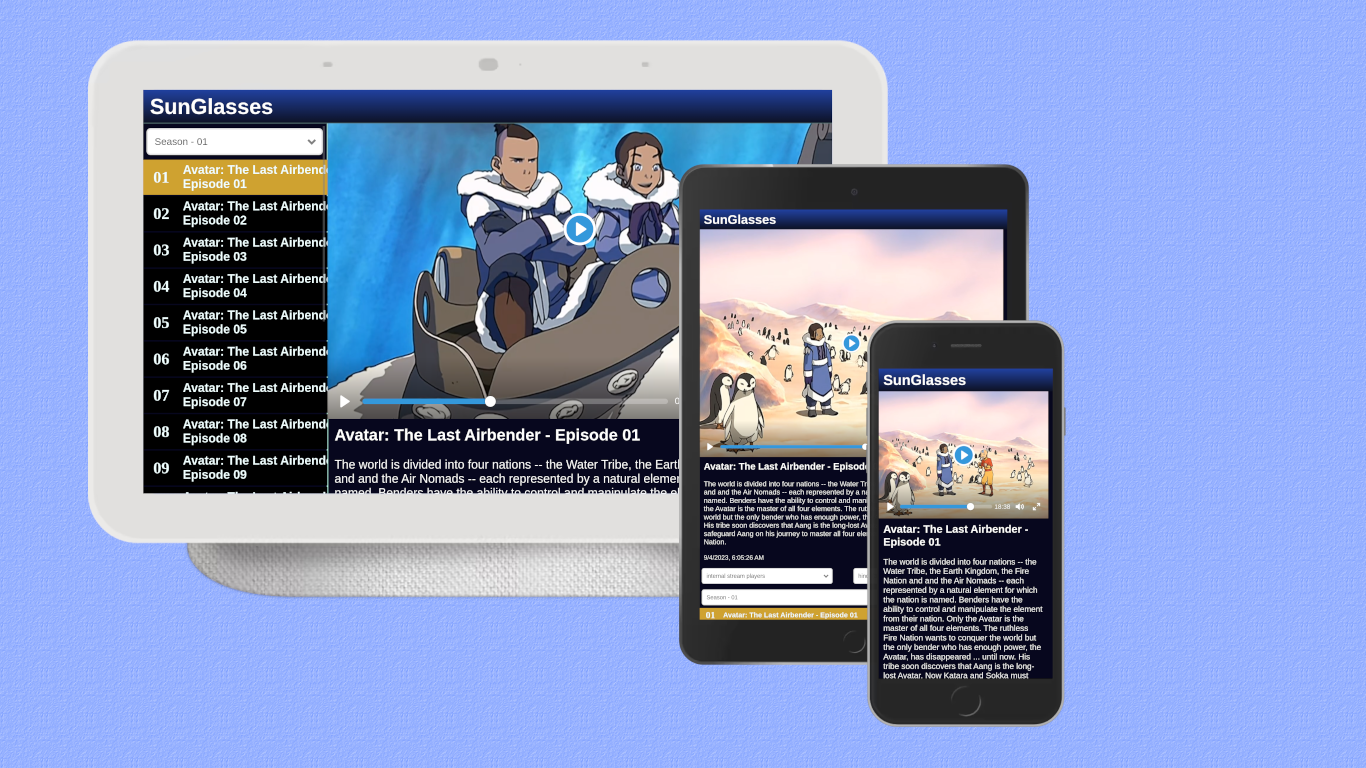 SunGlasses
Season - 01
01 Avatar: The Last Airbend
Episode 01
02 Avatar: The Last Airbend
Episode 02
03 Avatar: The Last Airbend
Episode 03
04 Avatar: The Last Airbend
Episode 04
05 Avatar: The Last Airbend
Episode 05
06 Avatar: The Last Airbend
Episode 06
07 Avatar: The Last Airbend
Episode 07
08 Avatar: The Last Airbend
Episode 08
09 Avatar: The Last Airbend
Episode 09
Avatar: The Last Airbender - Episode 01
The world is divided into four nations -- the Water Tribe, the Eart
and and the Air Nomads -- each represented by a natural elemen
named. Benders have the ability to control and manipulate the el
SunGlasses
Avatar: The Last Airbender - Episode
The world is divided into four nations -- the Water Tribe, the Eart
and and the Air Nomads -- each represented by a n
named. Benders have the ability to control and man
the Avatar is the master of all four elements. The rut
world but the only bender who has enough power, th
His tribe soon discovers that Aang is the long-lost Av
safeguard Aang on his journey to master all four ele
Nation.
9/4/2023, 6:05:26 AM
internal stream players
hin
Season - 01
01 Avatar: The Last Airbender - Episode 01
SunGlasses
18:38
Avatar: The Last Airbender -
Episode 01
The world is divided into four nations -- the
Water Tribe, the Earth Kingdom, the Fire
Nation and and the Air Nomads -- each
represented by a natural element for which
the nation is named. Benders have the
ability to control and manipulate the element
from their nation. Only the Avatar is the
master of all four elements. The ruthless
Fire Nation wants to conquer the world but
the only bender who has enough power, the
Avatar, has disappeared ... until now. His
tribe soon discovers that Aang is the long-
lost Avatar. Now Katara and Sokka must